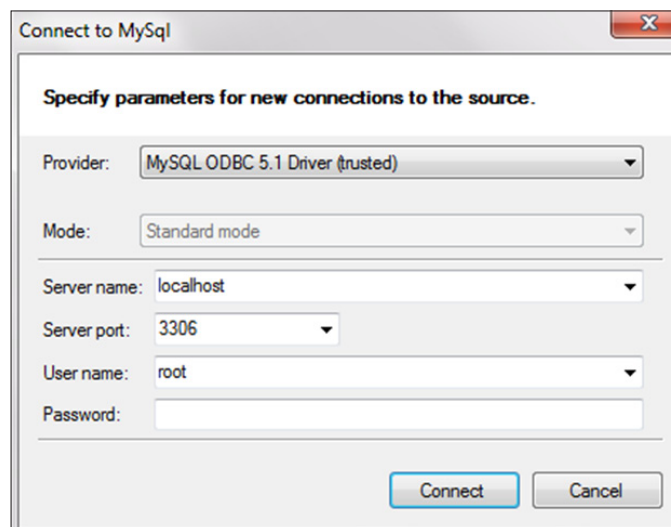 Connect to MySql
Specify parameters for new connections to the source.
Provider: MySQL ODBC 5.1 Driver (trusted)
Mode: Standard mode
Server name: localhost
Server port: 3306
User name: root
Password:
Connect Cancel